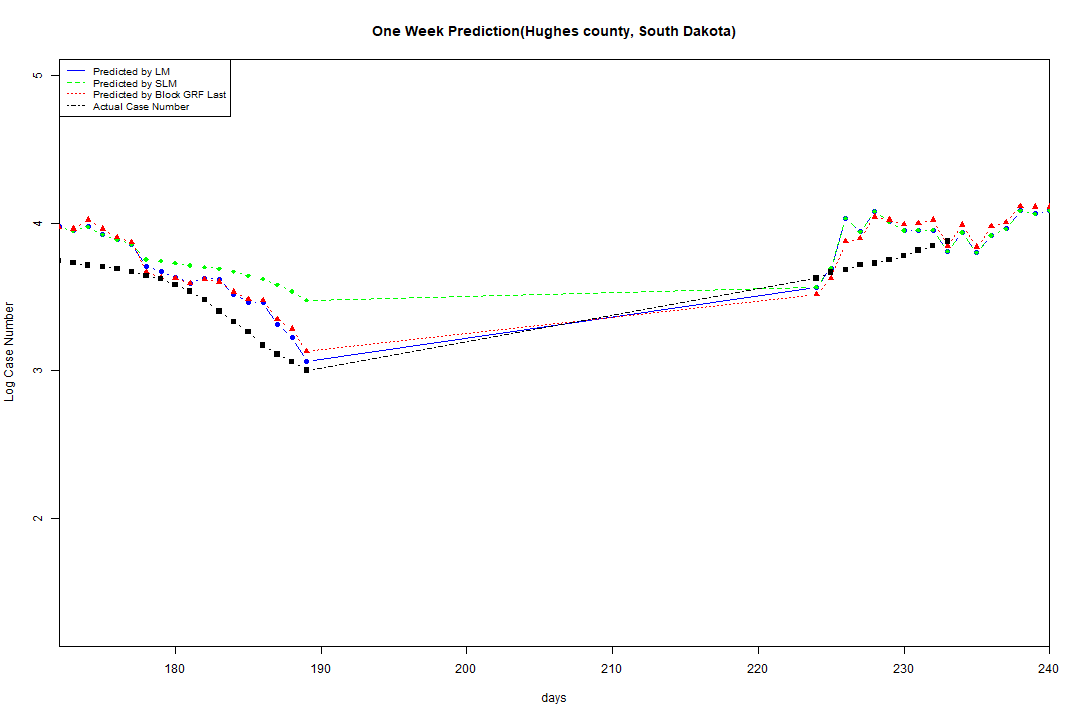 One Week Prediction(Hughes county, South Dakota)
Predicted by LM
Predicted by SLM
Predicted by Block GRF Last
Actual Case Number
5
4
3
2
Log Case Number
180 190 200 210 220 230 240
days